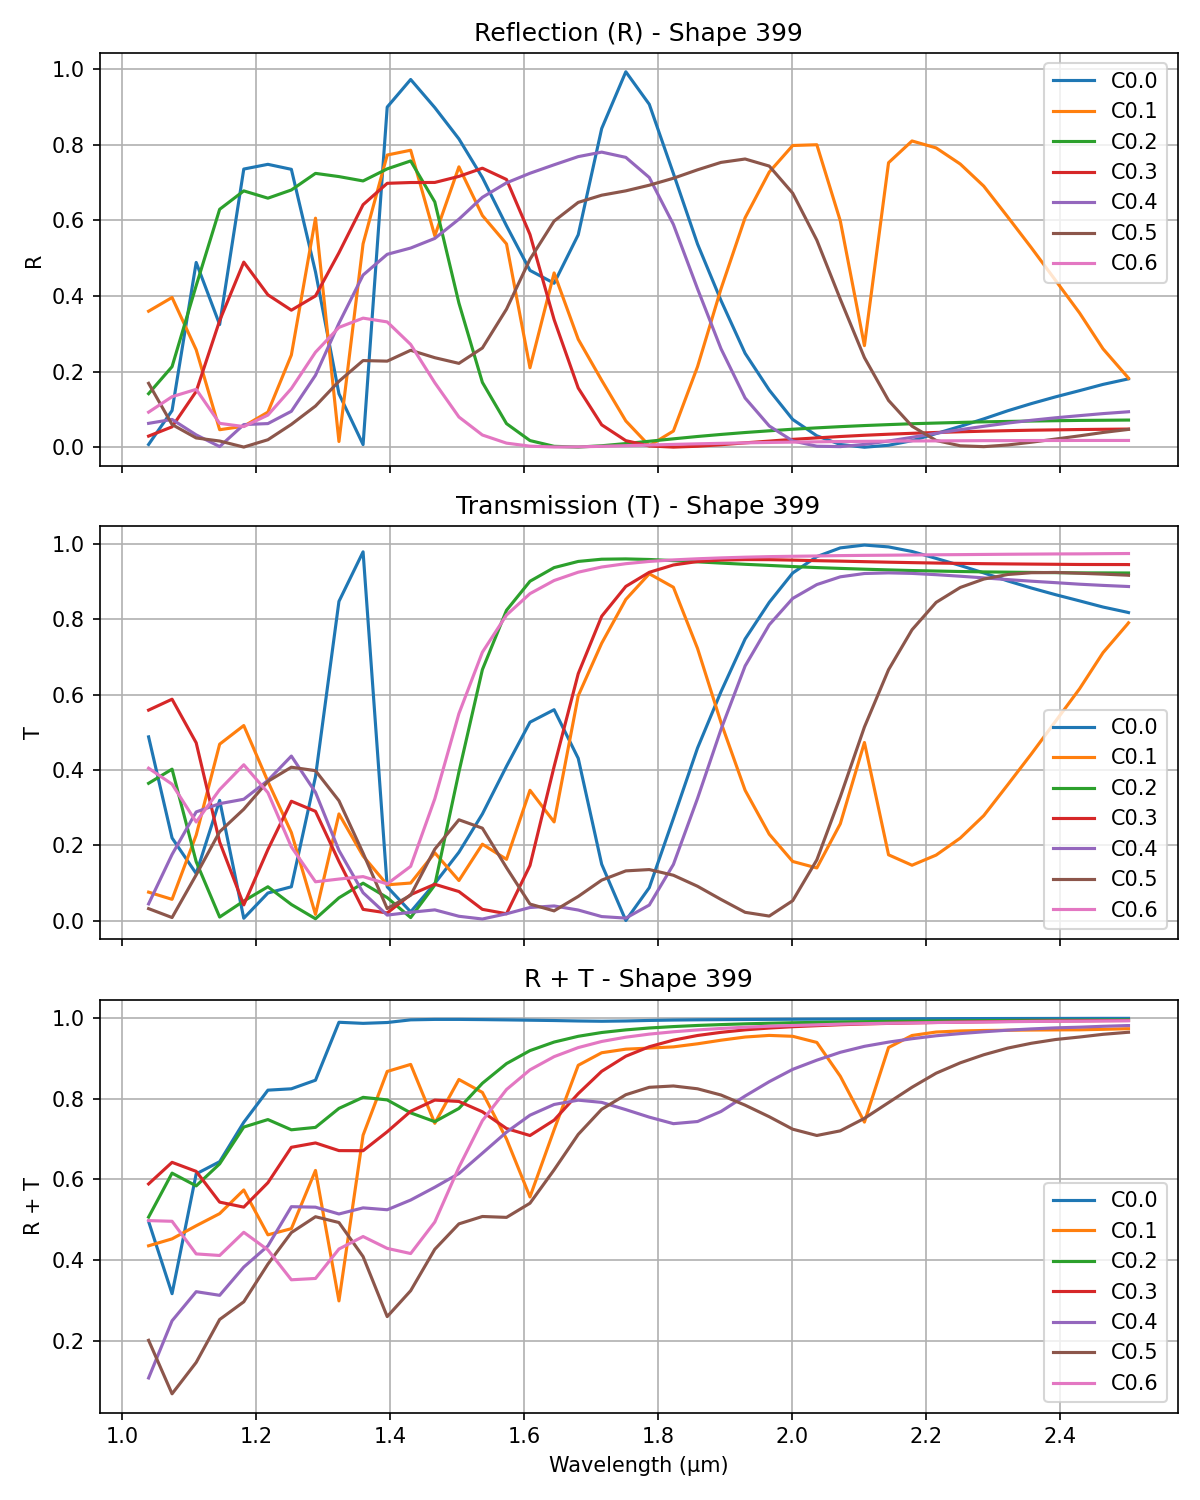 Reflection (R) - Shape 399
1.0
0.8
0.6
0.4
0.2
0.0
R
C0.0
C0.1
C0.2
C0.3
C0.4
C0.5
C0.6
Transmission (T) - Shape 399
1.0
0.8
0.6
0.4
0.2
0.0
T
C0.0
C0.1
C0.2
C0.3
C0.4
C0.5
C0.6
R + T - Shape 399
1.0
0.8
0.6
0.4
0.2
R + T
C0.0
C0.1
C0.2
C0.3
C0.4
C0.5
C0.6
1.0 1.2 1.4 1.6 1.8 2.0 2.2 2.4
Wavelength (μm)